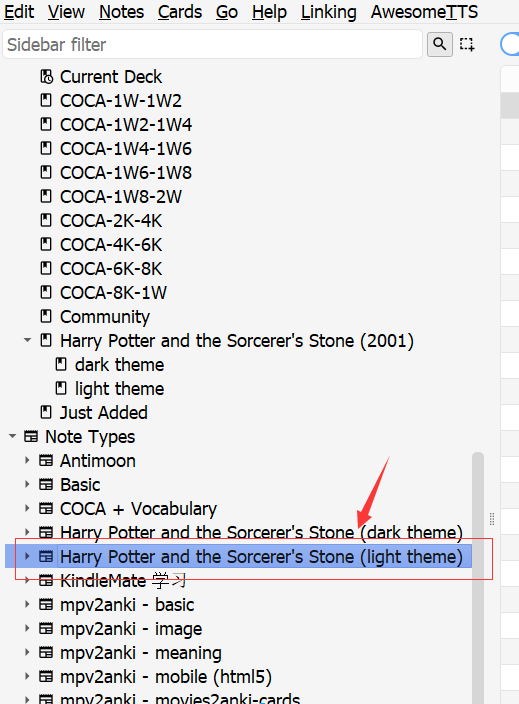 Edit View Notes Cards Go Help Linking AwesomeTTS
Sidebar filter
Current Deck
COCA-1W-1W2
COCA-1W2-1W4
COCA-1W4-1W6
COCA-1W6-1W8
COCA-1W8-2W
COCA-2K-4K
COCA-4K-6K
COCA-6K-8K
COCA-8K-1W
Community
Harry Potter and the Sorcerer's Stone (2001)
dark theme
light theme
Just Added
Note Types
Antimoon
Basic
COCA + Vocabulary
Harry Potter and the Sorcerer's Stone (dark theme)
Harry Potter and the Sorcerer's Stone (light theme)
KindleMate 学习
mpv2anki - basic
mpv2anki - image
mpv2anki - meaning
mpv2anki - mobile (html5)
mpv2anki - movies2anki-cards